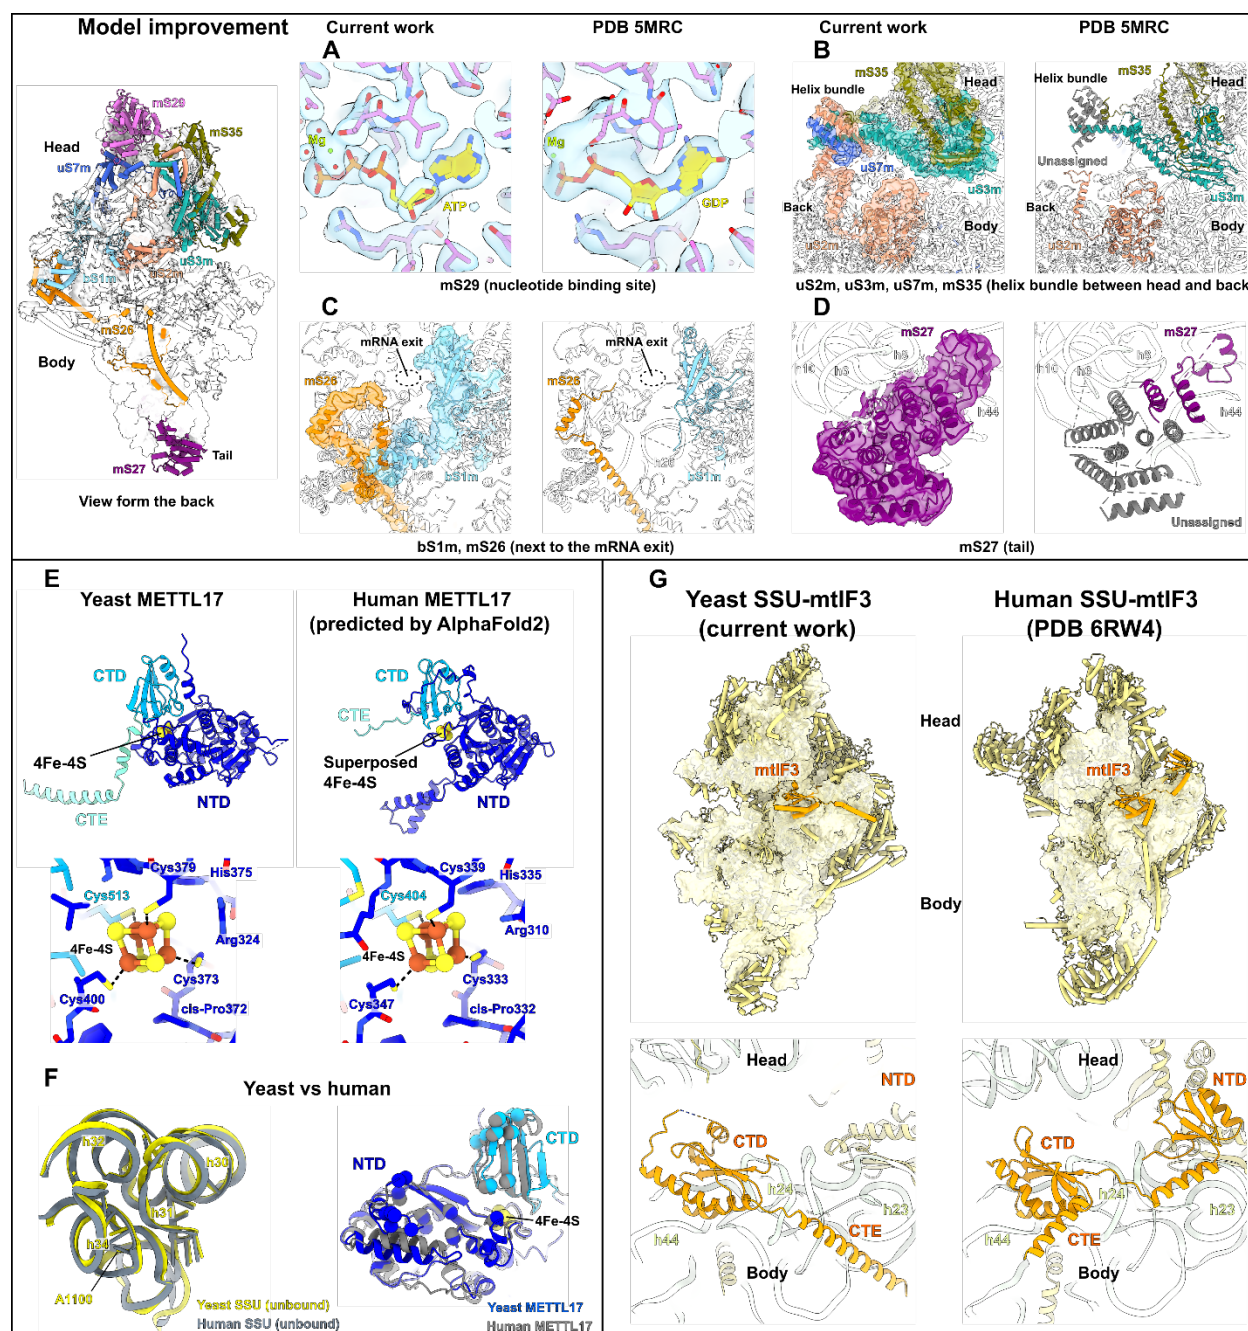 Model improvement
Current work
PDB 5MRC
Current work
PDB 5MRC
A
B
mS29
mS35
Head
uS7m
uS3m
bS1m
mS26
Body
mS27
Tail
View form the back
Mg
ATP
Mg
GDP
mS29 (nucleotide binding site)
mS35
Helix bundle
Head
uS7m
uS3m
Back
uS2m
Body
mS35
Helix bundle
Head
Unassigned
uS3m
Back
uS2m
Body
uS2m, uS3m, uS7m, mS35 (helix bundle between head and back)
C
D
mRNA exit
mS26
h26
bS1m
mRNA exit
mS26
h26
bS1m
bS1m, mS26 (next to the mRNA exit)
mS27
h10
h6
h44
mS27
h10
h6
h44
Unassigned
mS27 (tail)
E
Yeast METTL17
Human METTL17
(predicted by AlphaFold2)
CTD
4Fe-4S
NTD
CTE
CTD
CTE
Superposed
4Fe-4S
NTD
Cys379
His375
Cys513
Arg324
4Fe-4S
Cys373
Cys400
cis-Pro372
Cys339
His335
Cys404
Arg310
4Fe-4S
Cys333
Cys347
cis-Pro332
F
Yeast vs human
h32
h30
h31
h34
A1100
Yeast SSU (unbound)
Human SSU (unbound)
CTD
NTD
4Fe-4S
Yeast METTL17
Human METTL17
G
Yeast SSU-mtIF3
(current work)
Human SSU-mtIF3
(PDB 6RW4)
Head
mtIF3
mtIF3
Body
Head
NTD
CTD
h24
h23
h44
CTE
Body
Head
NTD
CTD
h24
h23
h44
CTE
Body